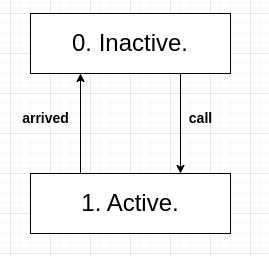 0. Inactive.
arrived
call
1. Active.